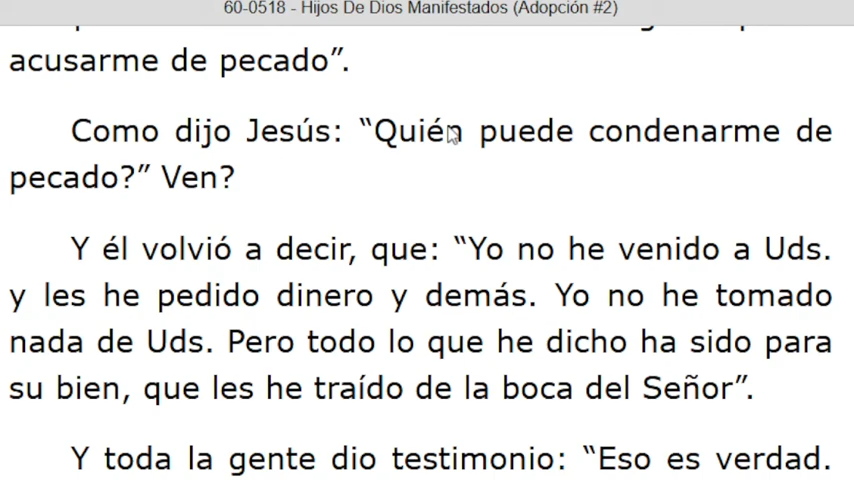 60-0518 - Hijos De Dios Manifestados (Adopción #2)
acusarme de pecado”.
Como dijo Jesús: “Quién puede condenarme de
pecado?” Ven?
Y él volvió a decir, que: “Yo no he venido a Uds.
y les he pedido dinero y demás. Yo no he tomado
nada de Uds. Pero todo lo que he dicho ha sido para
su bien, que les he traído de la boca del Señor”.
Y toda la gente dio testimonio: “Eso es verdad.